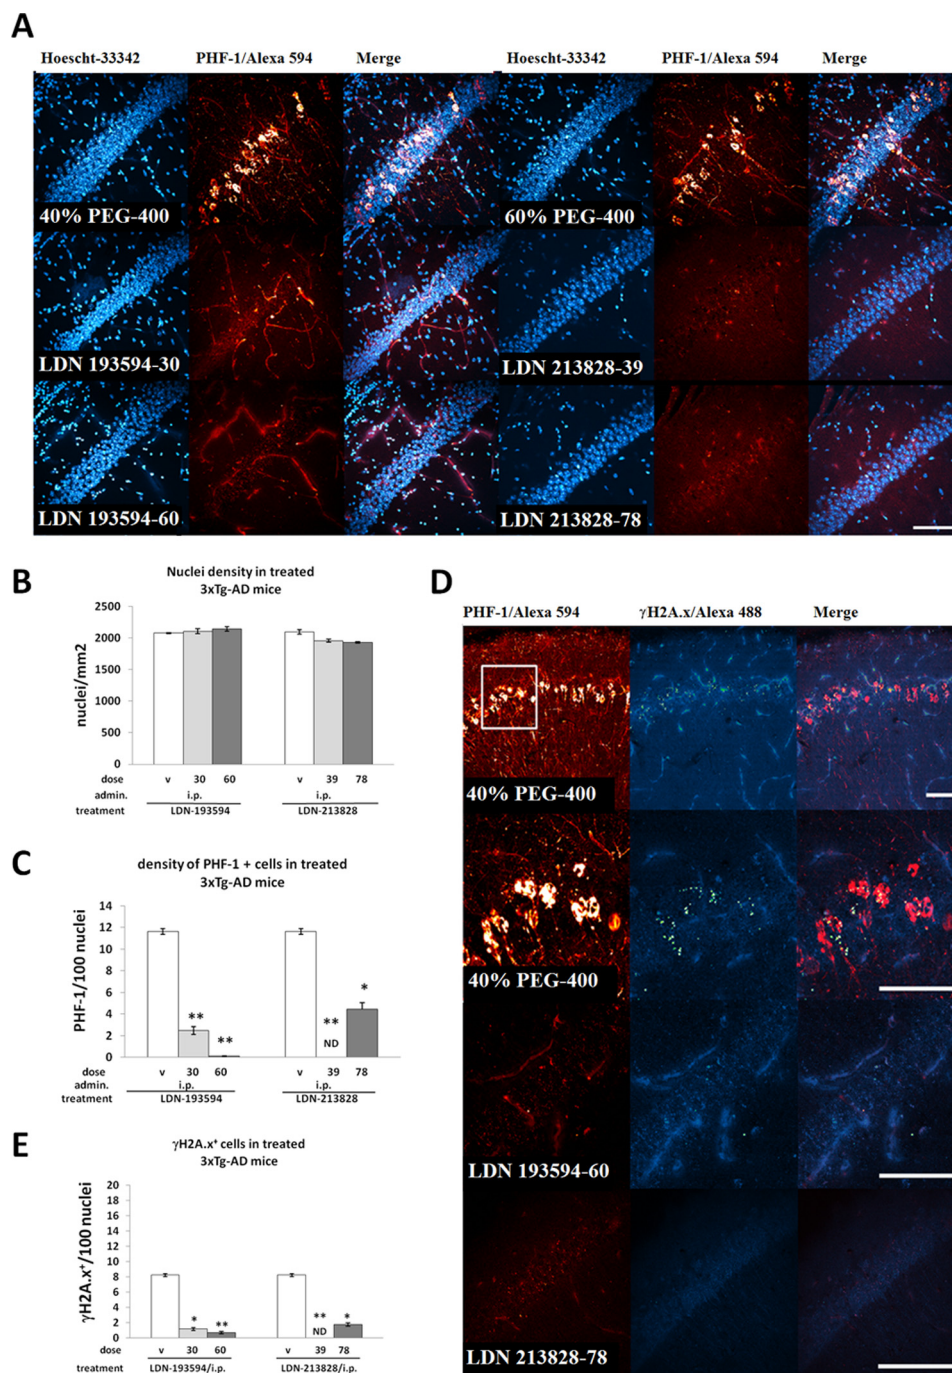 A
Hoescht-33342 PHF-1/Alexa 594 Merge Hoescht-33342 PHF-1/Alexa 594 Merge
40% PEG-400 60% PEG-400
LDN 193594-30 LDN 213828-39
LDN 193594-60 LDN 213828-78
B
Nuclei density in treated
3xTg-AD mice
nuclei/mm2
2500
2000
1500
1000
500
0
dose v 30 60 v 39 78
admin. i.p. i.p.
treatment LDN-193594 LDN-213828
C
density of PHF-1 + cells in treated
3xTg-AD mice
PHF-1/100 nuclei
14
12
10
8
6
4
2
0
** ** ** *
ND
dose v 30 60 v 39 78
admin. i.p. i.p.
treatment LDN-193594 LDN-213828
E
γH2A.x⁺ cells in treated
3xTg-AD mice
γH2A.x⁺/100 nuclei
20
18
16
14
12
10
8
6
4
2
0
* ** ** *
ND
dose v 30 60 v 39 78
treatment LDN-193594/i.p. LDN-213828/i.p.
D
PHF-1/Alexa 594 γH2A.x/Alexa 488 Merge
40% PEG-400
40% PEG-400
LDN 193594-60
LDN 213828-78